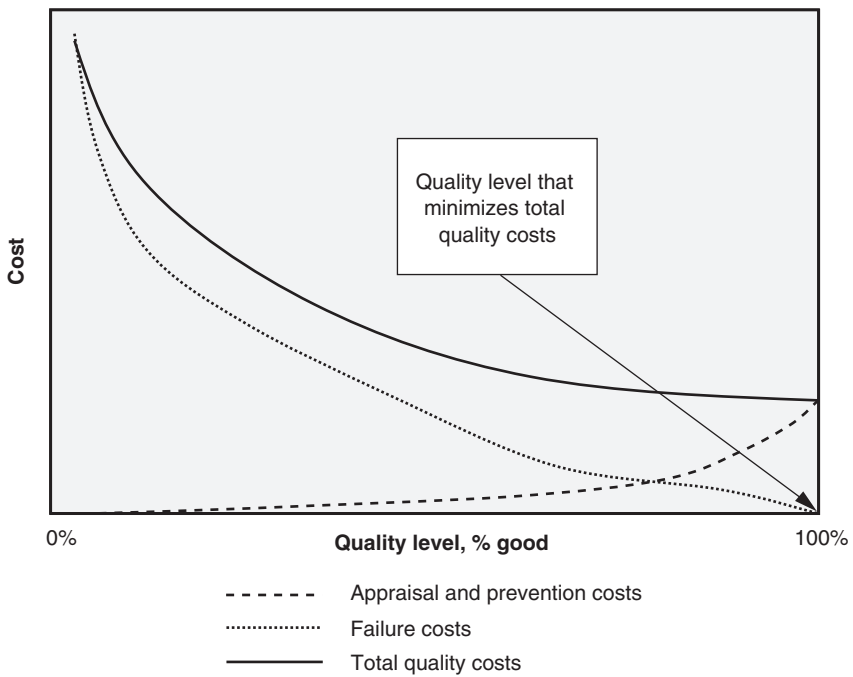 Quality level that
minimizes total
quality costs
Cost
0%
Quality level, % good
100%
Appraisal and prevention costs
Failure costs
Total quality costs